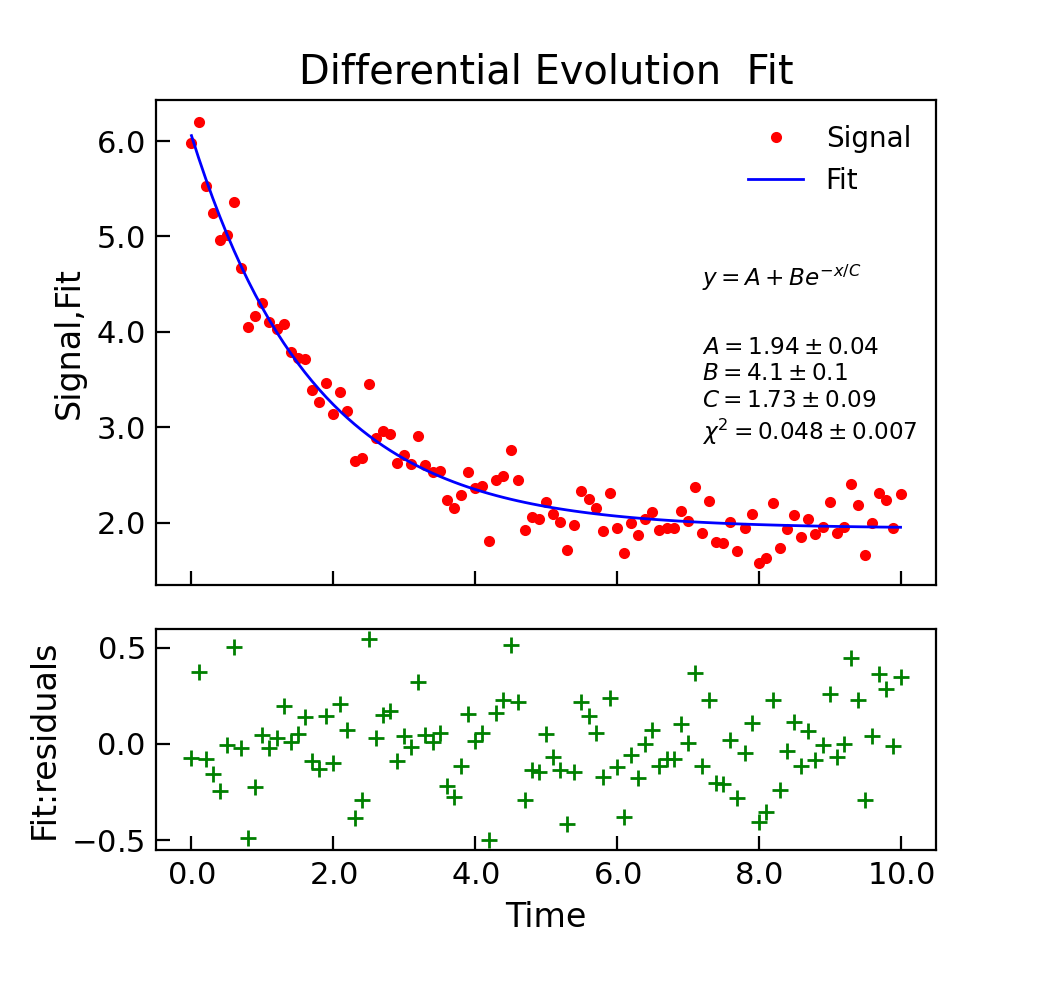 Differential Evolution  Fit
Signal,Fit
6.0
5.0
4.0
3.0
2.0
Signal
Fit
y = A + Be^{-x/C}
A = 1.94 ± 0.04
B = 4.1 ± 0.1
C = 1.73 ± 0.09
χ² = 0.048 ± 0.007
Fit:residuals
0.5
0.0
−0.5
0.0 2.0 4.0 6.0 8.0 10.0
Time